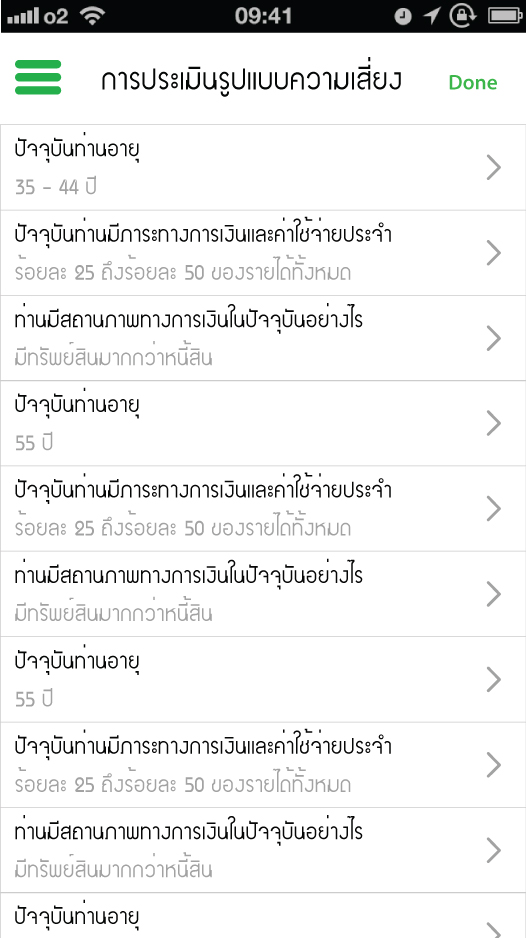 o2 09:41
การประเมินรูปแบบความเสี่ยง Done
ปัจจุบันท่านอายุ
35 - 44 ปี
ปัจจุบันท่านมีภาระทางการเงินและค่าใช้จ่ายประจำ
ร้อยละ 25 ถึงร้อยละ 50 ของรายได้ทั้งหมด
ท่านมีสถานภาพทางการเงินในปัจจุบันอย่างไร
มีทรัพย์สินมากกว่าหนี้สิน
ปัจจุบันท่านอายุ
55 ปี
ปัจจุบันท่านมีภาระทางการเงินและค่าใช้จ่ายประจำ
ร้อยละ 25 ถึงร้อยละ 50 ของรายได้ทั้งหมด
ท่านมีสถานภาพทางการเงินในปัจจุบันอย่างไร
มีทรัพย์สินมากกว่าหนี้สิน
ปัจจุบันท่านอายุ
55 ปี
ปัจจุบันท่านมีภาระทางการเงินและค่าใช้จ่ายประจำ
ร้อยละ 25 ถึงร้อยละ 50 ของรายได้ทั้งหมด
ท่านมีสถานภาพทางการเงินในปัจจุบันอย่างไร
มีทรัพย์สินมากกว่าหนี้สิน
ปัจจุบันท่านอายุ